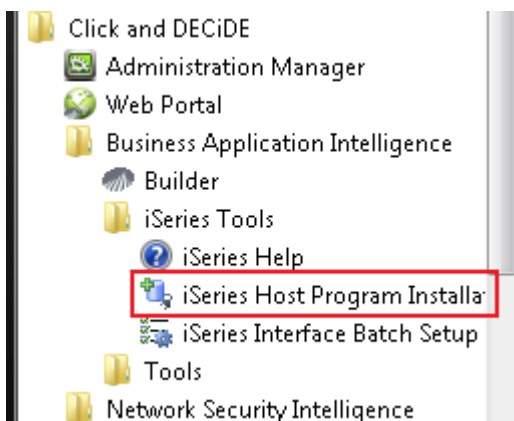 Click and DECiDE
Administration Manager
Web Portal
Business Application Intelligence
Builder
iSeries Tools
iSeries Help
iSeries Host Program Installa
iSeries Interface Batch Setup
Tools
Network Security Intelligence